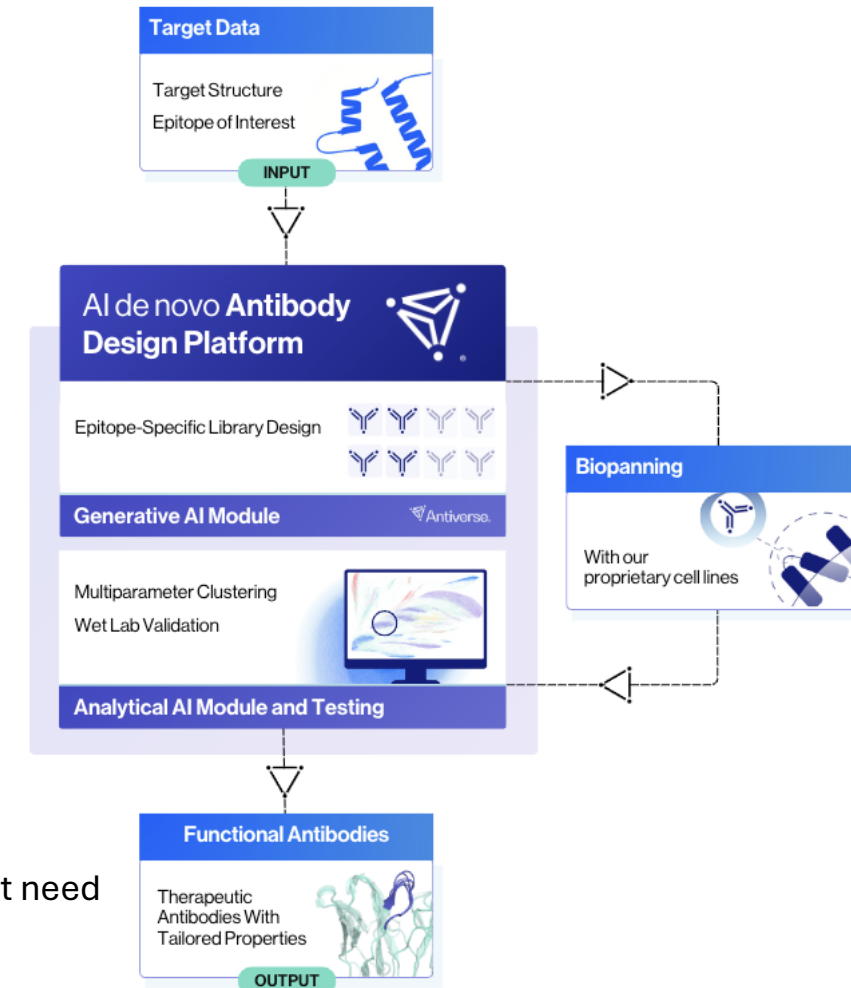 Target Data
Target Structure
Epitope of Interest
INPUT
AI de novo Antibody
Design Platform
Epitope-Specific Library Design
Generative AI Module
Antiverse.
Biopanning
With our
proprietary cell lines
Multiparameter Clustering
Wet Lab Validation
Analytical AI Module and Testing
Functional Antibodies
t need
Therapeutic
Antibodies With
Tailored Properties
OUTPUT